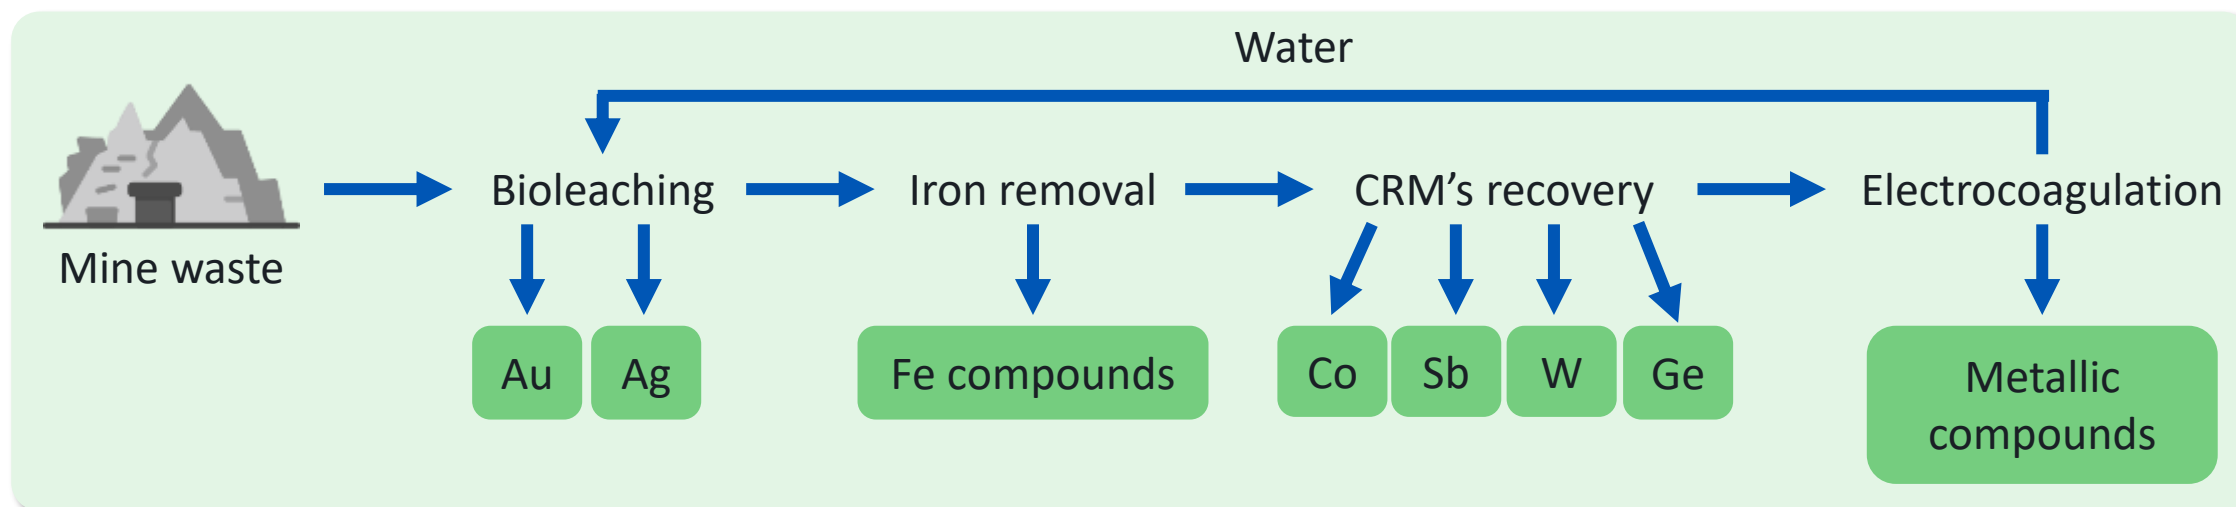 Water
Mine waste
Bioleaching
Iron removal
CRM’s recovery
Electrocoagulation
Au
Ag
Fe compounds
Co
Sb
W
Ge
Metallic
compounds